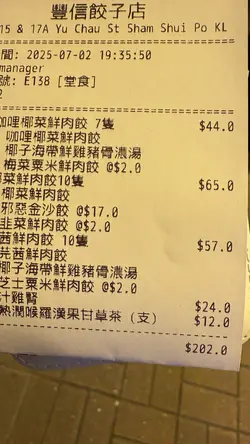 豐信餃子店
15 & 17A Yu Chau St Sham Shui Po KL
間: 2025-07-02 19:35:50
manager
號: E138 [堂食]
2
咖哩椰菜鮮肉餃 7隻 $44.0
咖哩椰菜鮮肉餃
椰子海帶鮮雞豬骨濃湯
梅菜粟米鮮肉餃 @$2.0
椰菜鮮肉餃10隻 $65.0
椰菜鮮肉餃
邪惡金沙餃 @$17.0
韭菜鮮肉餃 @$2.0
茜鮮肉餃 10隻 $57.0
芫茜鮮肉餃
椰子海帶鮮雞豬骨濃湯
芝士粟米鮮肉餃 @$2.0
汁雞腎 $24.0
熱潤喉羅漢果甘草茶（支） $12.0
$202.0